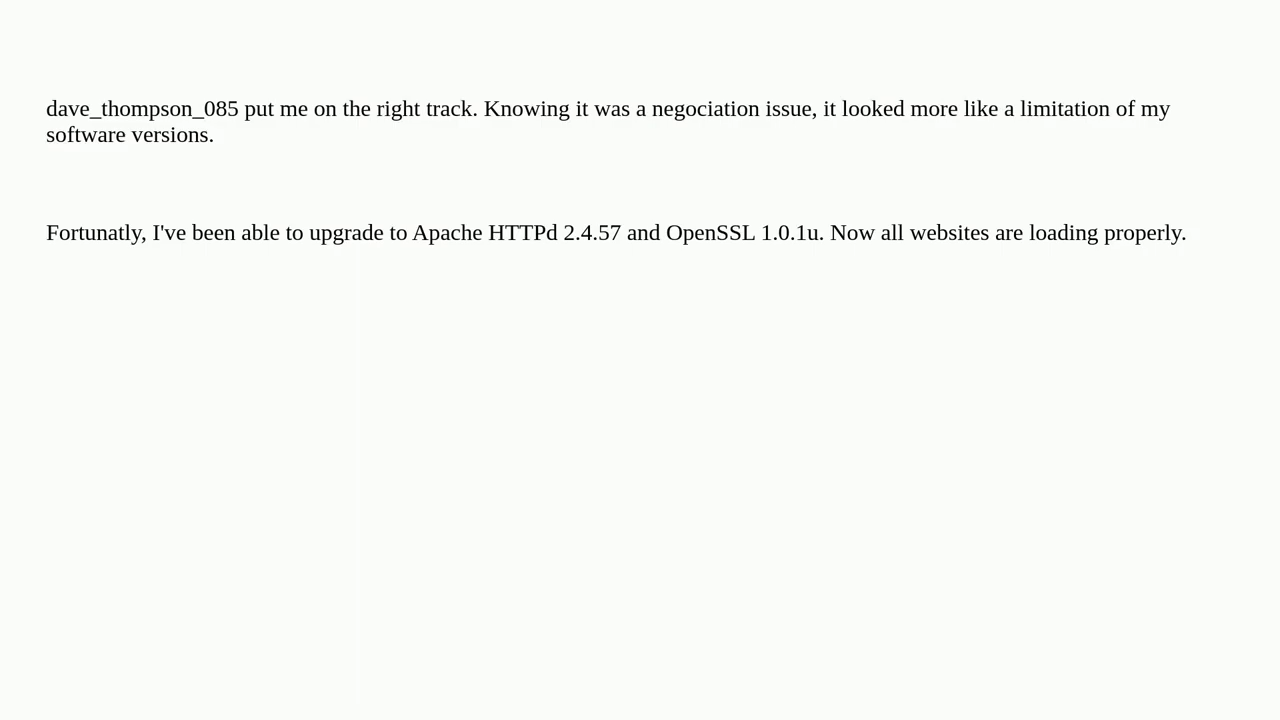 dave_thompson_085 put me on the right track. Knowing it was a negociation issue, it looked more like a limitation of my
software versions.
Fortunatly, I've been able to upgrade to Apache HTTPd 2.4.57 and OpenSSL 1.0.1u. Now all websites are loading properly.